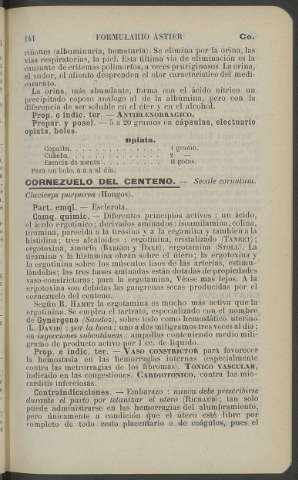 141 FORMULARIO ASTIER Co.
riñones (albuminuria, hematuria). Se elimina por la orina, las
vías respiratorias, la piel. Esta última vía de eliminación es la
causante de eritemas polimorfos, a veces pruriginosos. La orina,
el sudor, el aliento desprenden el olor característico del medi-
camento.
La orina, más abundante, forma con el ácido nítrico un
precipitado espeso análogo al de la albúmina, pero con la
diferencia de ser soluble en el éter y en el alcohol.
Prop. e indic. ter. — ANTIBLENORRAGICO.
Prepar. y posol. — 5 a 20 gramos en cápsulas, electuario
opiata, bolos.
Opiata.
Copaiba. . . . . . . . . . . . 1 gramo.
Cubeba. . . . . . . . . . . . 2 —
Esencia de menta . . . . . . . . II gotas.
Para un bolo, a al día.
CORNEZUELO DEL CENTENO. — Secale cornutum.
Claviceps purpurea (Hongos).
Part. empl. — Esclerota.
Comq. quimic. — Diferentes principios activos : un ácido,
el ácido ergotínico; derivados aminados: isoamilamina, colina,
tiramina, parecida a la tirosina y a la ergamina y también a la
histidina; tres alcaloides : ergotinina, cristalizado (TANRET);
ergotoxina, amorfo (BARGER y DALE), ergotamina (STOLL). La
tiramina y la histamina obran sobre el útero; la ergotoxina y
la ergotamina sobre los músculos lisos de las arterias, estimu-
lándolos; las tres bases aminadas están dotadas de propiedades
vaso-constrictoras; para la ergotamina, Véase más lejos. A la
ergotoxina son debidas las gangrenas secas producidas por el
cornezuelo del centeno.
Según R. HAMET la ergotamina es mucho más activa que la
ergotinina. Se emplea el tartrato, especializado con el nombre
de Gynergeno (Sandoz), sobre todo como hemostático uterino
(L. DAVID) : por la boca; uno a dos miligramos tres veces al día;
en inyecciones subcutáneas : ampollas conteniendo medio mili-
gramo de producto activo por 1 cc. de líquido.
Prop. e indic. ter. — VASO CONSTRICTOR para favorecer
la hemostasia en las hemorragias internas (especialmente
contra las metrorragias de los fibromas). TONICO VASCULAR,
indicado en las congestiones. CARDIOTONICO, contra las mio-
carditis infecciosas.
Contraindicaciones. — Embarazo : nunca debe prescribirse
durante el parto por tetanizar el útero (RICHAUD); tan solo
puede administrarse en las hemorragias del alumbramiento,
pero únicamente a condición que el útero esté libre por
completo de todo resto placentario o de coágulos, pues el